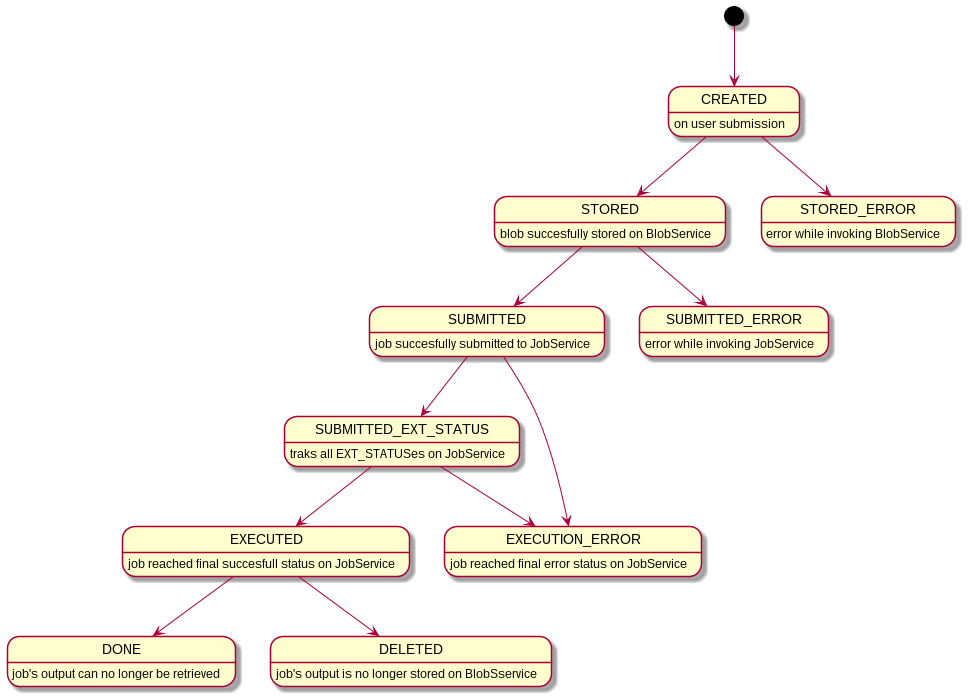 CREATED
on user submission
STORED
blob succesfully stored on BlobService
STORED_ERROR
error while invoking BlobService
SUBMITTED
job succesfully submitted to JobService
SUBMITTED_ERROR
error while invoking JobService
SUBMITTED_EXT_STATUS
traks all EXT_STATUSes on JobService
EXECUTED
job reached final succesfull status on JobService
EXECUTION_ERROR
job reached final error status on JobService
DONE
job's output can no longer be retrieved
DELETED
job's output is no longer stored on BlobSservice